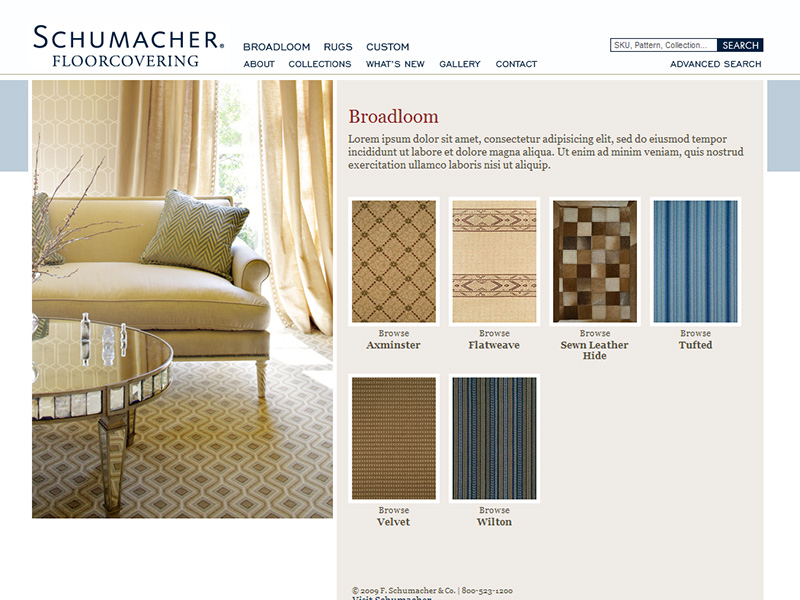 SCHUMACHER®
FLOORCOVERING
BROADLOOM RUGS CUSTOM
ABOUT COLLECTIONS WHAT'S NEW GALLERY CONTACT
SKU, Pattern, Collection... SEARCH
ADVANCED SEARCH
Broadloom
Lorem ipsum dolor sit amet, consectetur adipisicing elit, sed do eiusmod tempor
incididunt ut labore et dolore magna aliqua. Ut enim ad minim veniam, quis nostrud
exercitation ullamco laboris nisi ut aliquip.
Browse
Axminster
Browse
Flatweave
Browse
Sewn Leather
Hide
Browse
Tufted
Browse
Velvet
Browse
Wilton
© 2009 F. Schumacher & Co. | 800-523-1200
Visit Schumacher